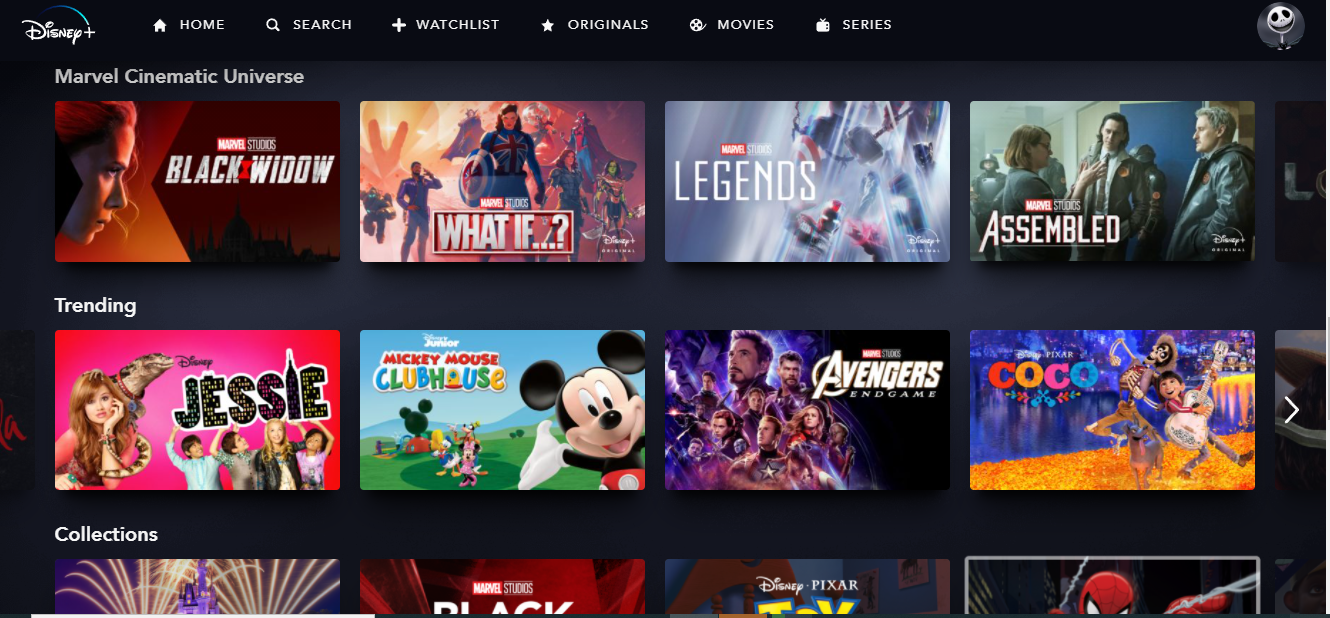 Disney+
HOME
SEARCH
WATCHLIST
ORIGINALS
MOVIES
SERIES
Marvel Cinematic Universe
MARVEL STUDIOS
BLACK WIDOW
MARVEL STUDIOS
WHAT IF...?
Disney+
ORIGINAL
MARVEL STUDIOS
LEGENDS
Disney+
ORIGINAL
MARVEL STUDIOS
ASSEMBLED
Disney+
ORIGINAL
Trending
Disney
JESSIE
Disney Junior
MICKEY MOUSE
CLUBHOUSE
MARVEL STUDIOS
AVENGERS
ENDGAME
Disney · PIXAR
COCO
Collections
MARVEL STUDIOS
BLACK
Disney · PIXAR
TOY